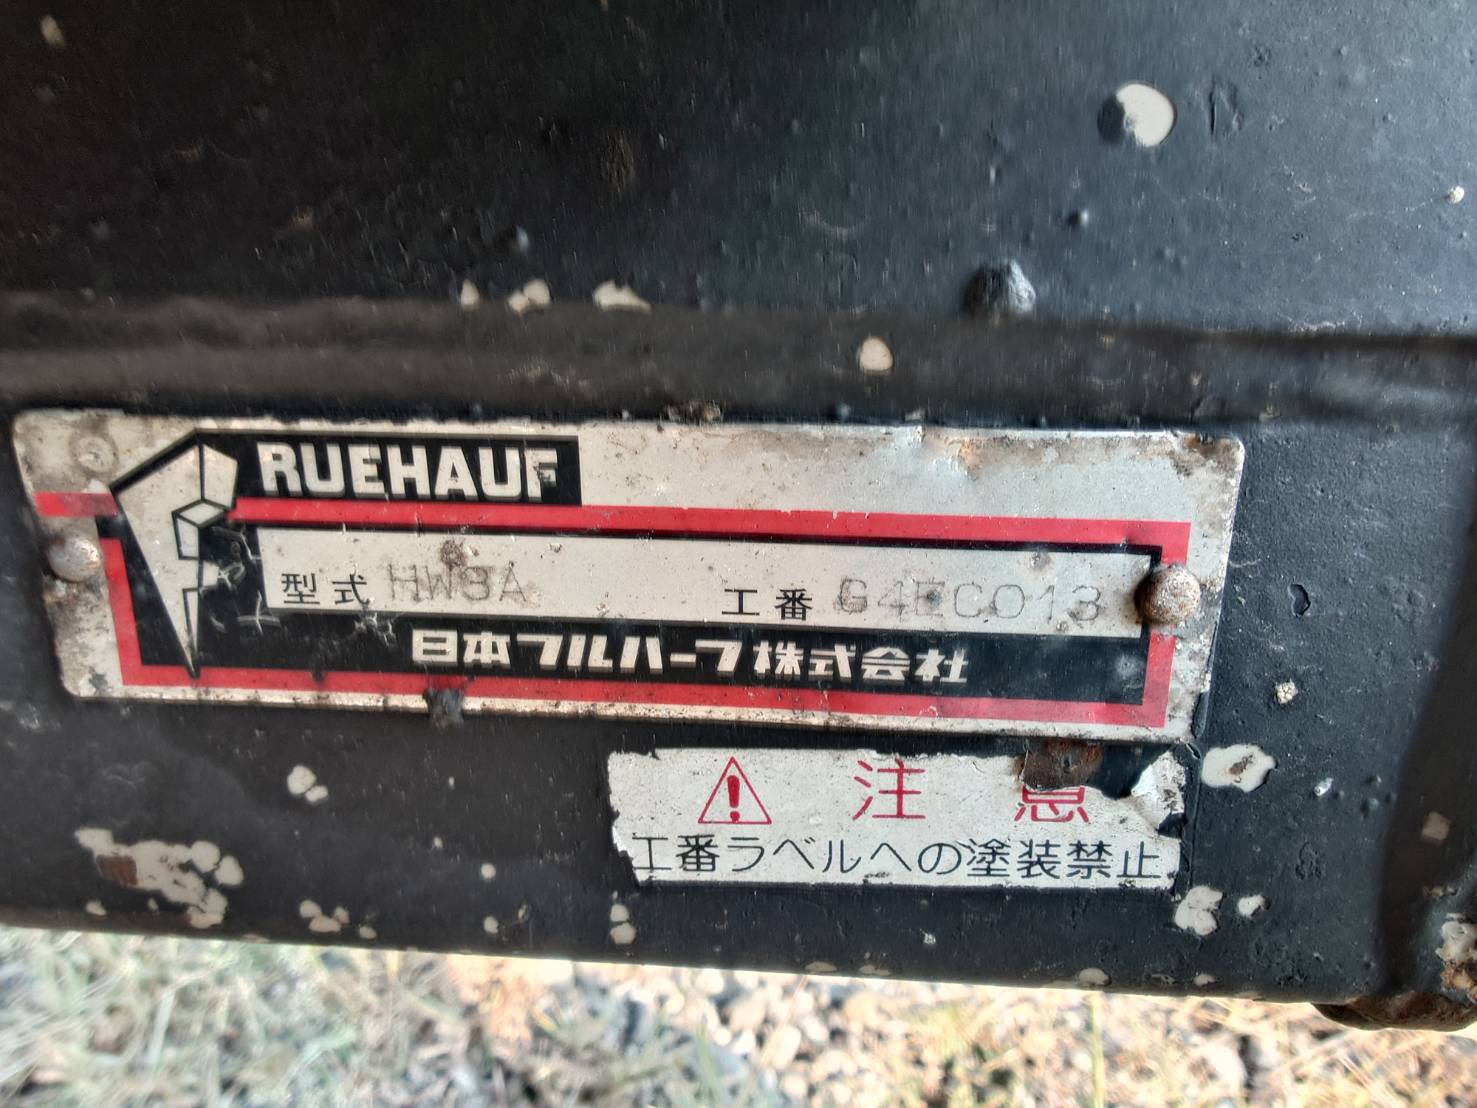 RUEHAUF
型式 HW3A 工番 G4EC013
日本フルハーフ株式会社
注意
工番ラベルへの塗装禁止